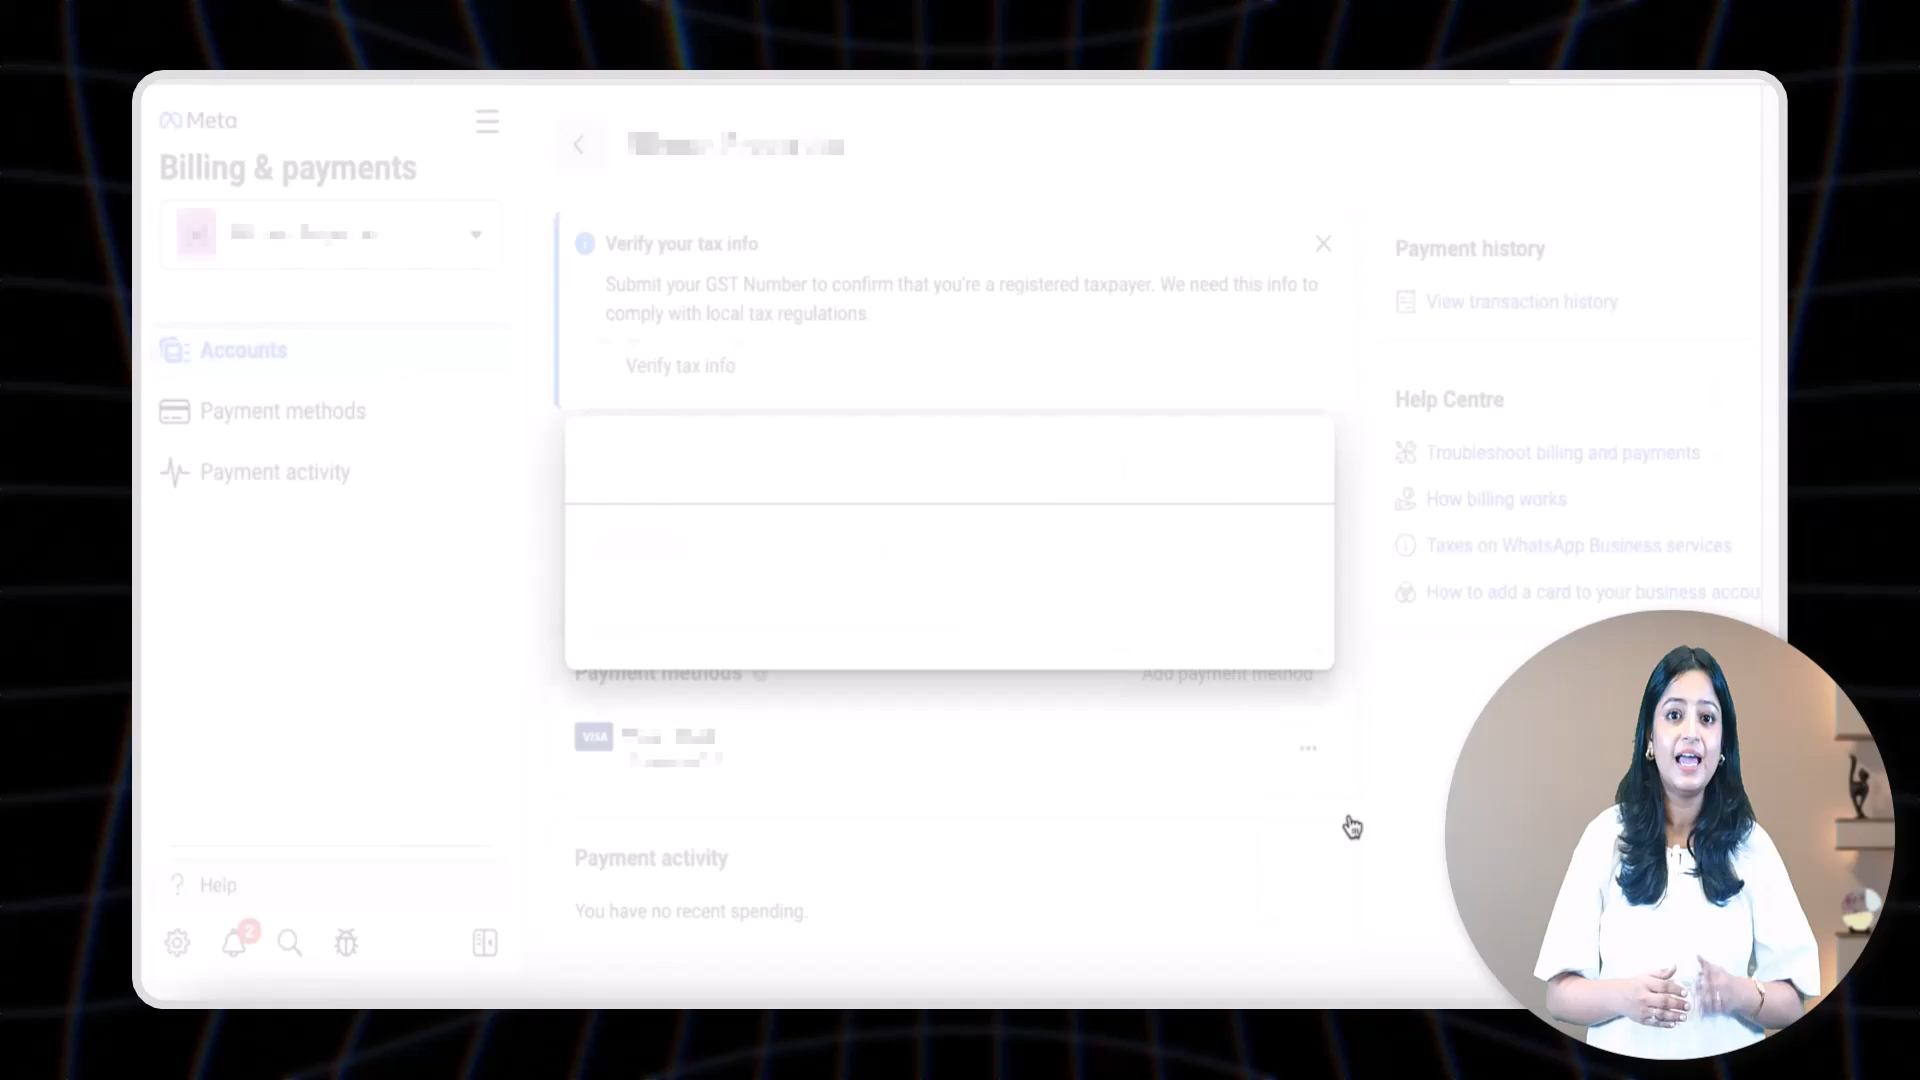 Meta
Billing & payments
Accounts
Payment methods
Payment activity
Help
2
Verify your tax info
Submit your GST Number to confirm that you're a registered taxpayer. We need this info to
comply with local tax regulations.
Verify tax info
Payment methods
Add payment method
VISA
Payment activity
You have no recent spending.
Payment history
View transaction history
Help Centre
Troubleshoot billing and payments
How billing works
Taxes on WhatsApp Business services
How to add a card to your business accou